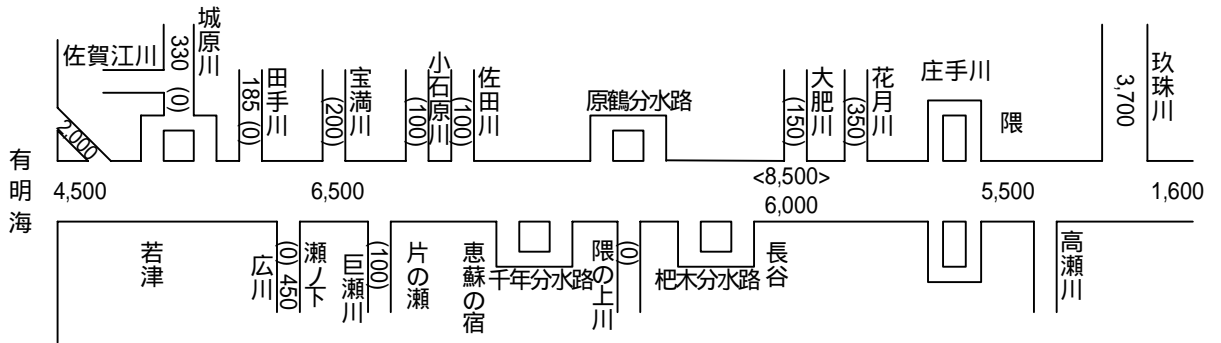 佐賀江川
330 (0)
城原川
185 (0)
田手川
(200)
宝満川
(100)
小石原川
(100)
佐田川
原鶴分水路
(150)
大肥川
(350)
花月川
庄手川
隈
3,700
玖珠川
2,000
有明海
4,500
6,500
<8,500>
6,000
5,500
1,600
若津
広川
(0) 450
瀬ノ下
巨瀬川
(100)
片の瀬
恵蘇の宿
千年分水路
隈の上川
(0)
杷木分水路
長谷
高瀬川